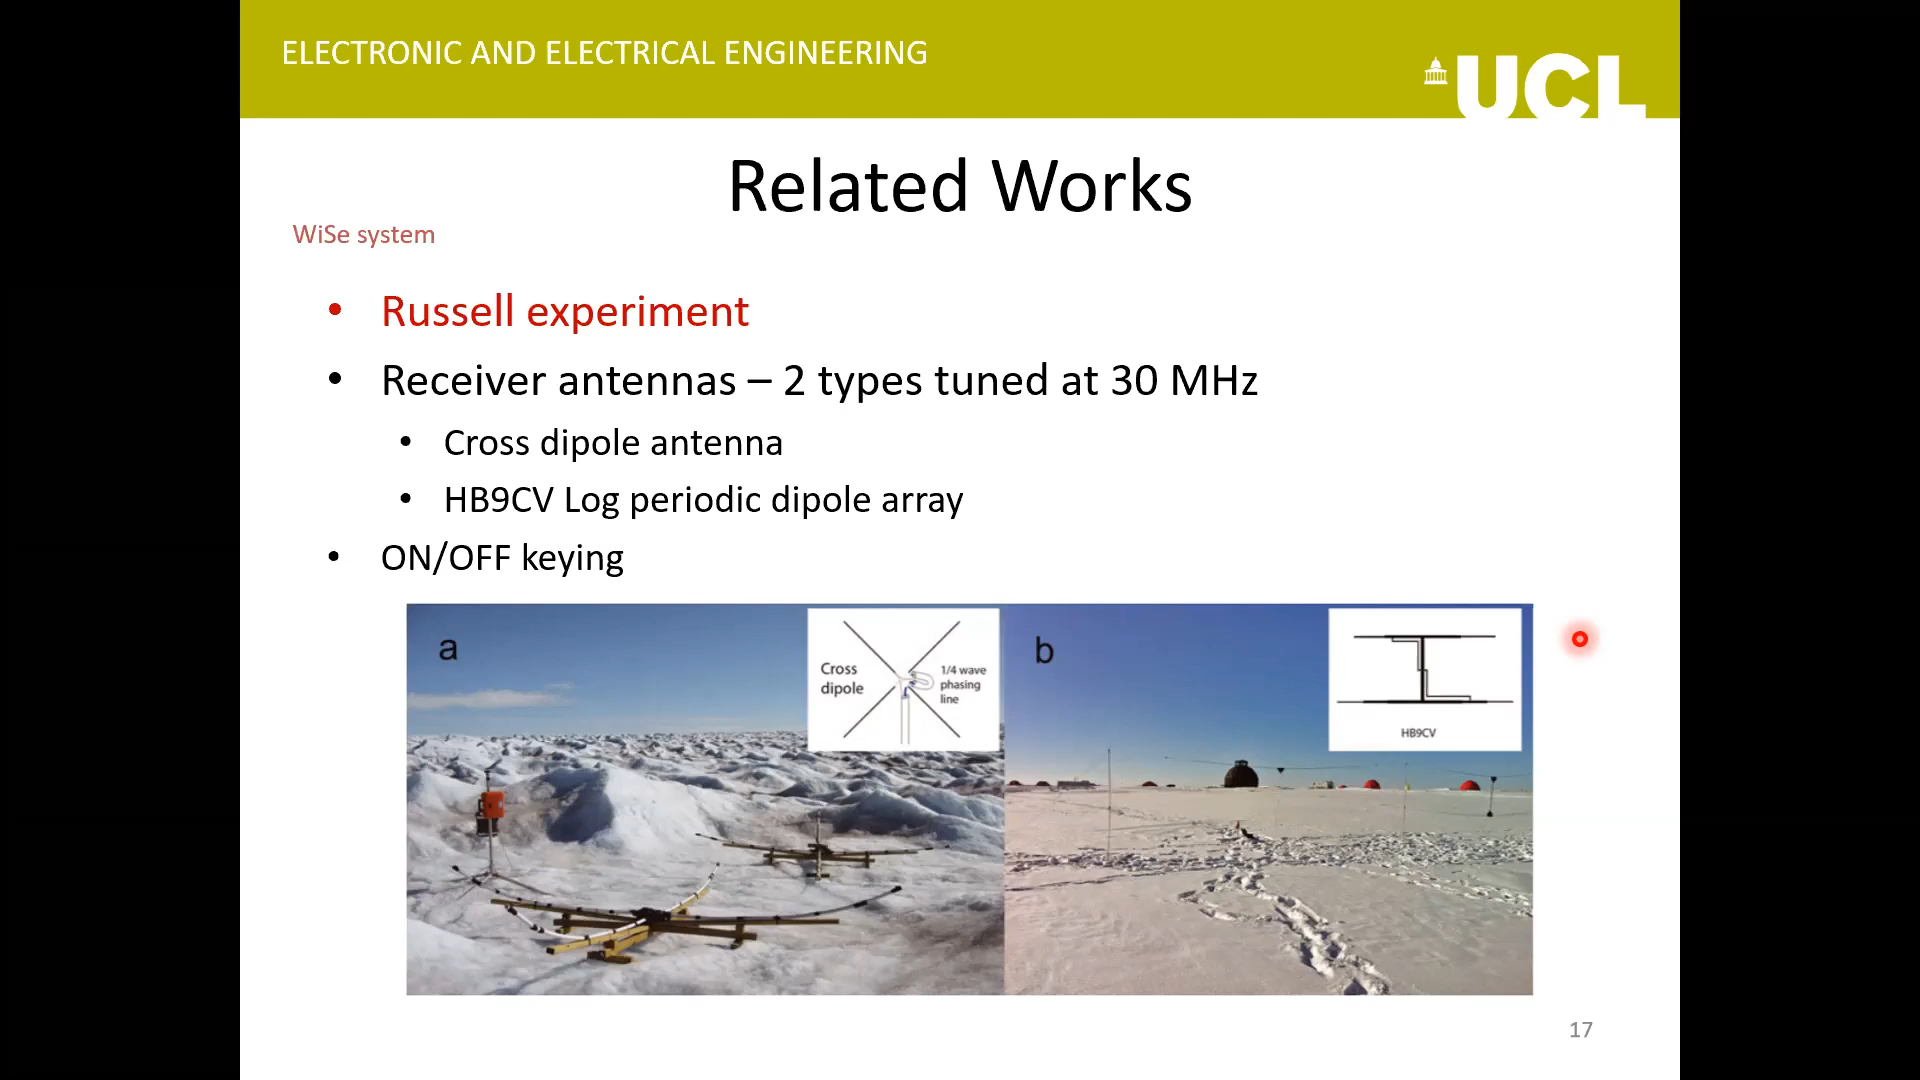 ELECTRONIC AND ELECTRICAL ENGINEERING
UCL
Related Works
WiSe system
• Russell experiment
• Receiver antennas – 2 types tuned at 30 MHz
• Cross dipole antenna
• HB9CV Log periodic dipole array
• ON/OFF keying
a
Cross
dipole
1/4 wave
phasing
line
b
HB9CV
17